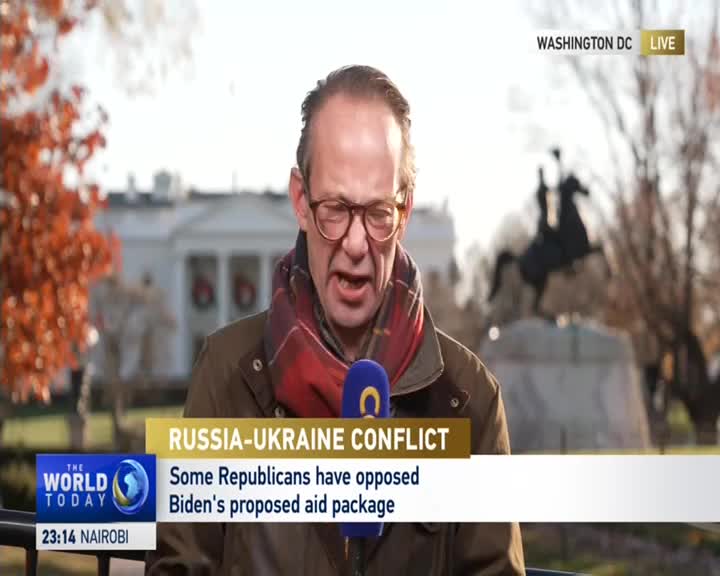 WASHINGTON DC LIVE
RUSSIA-UKRAINE CONFLICT
THE
WORLD
TODAY
Some Republicans have opposed
Biden's proposed aid package
23:14 NAIROBI